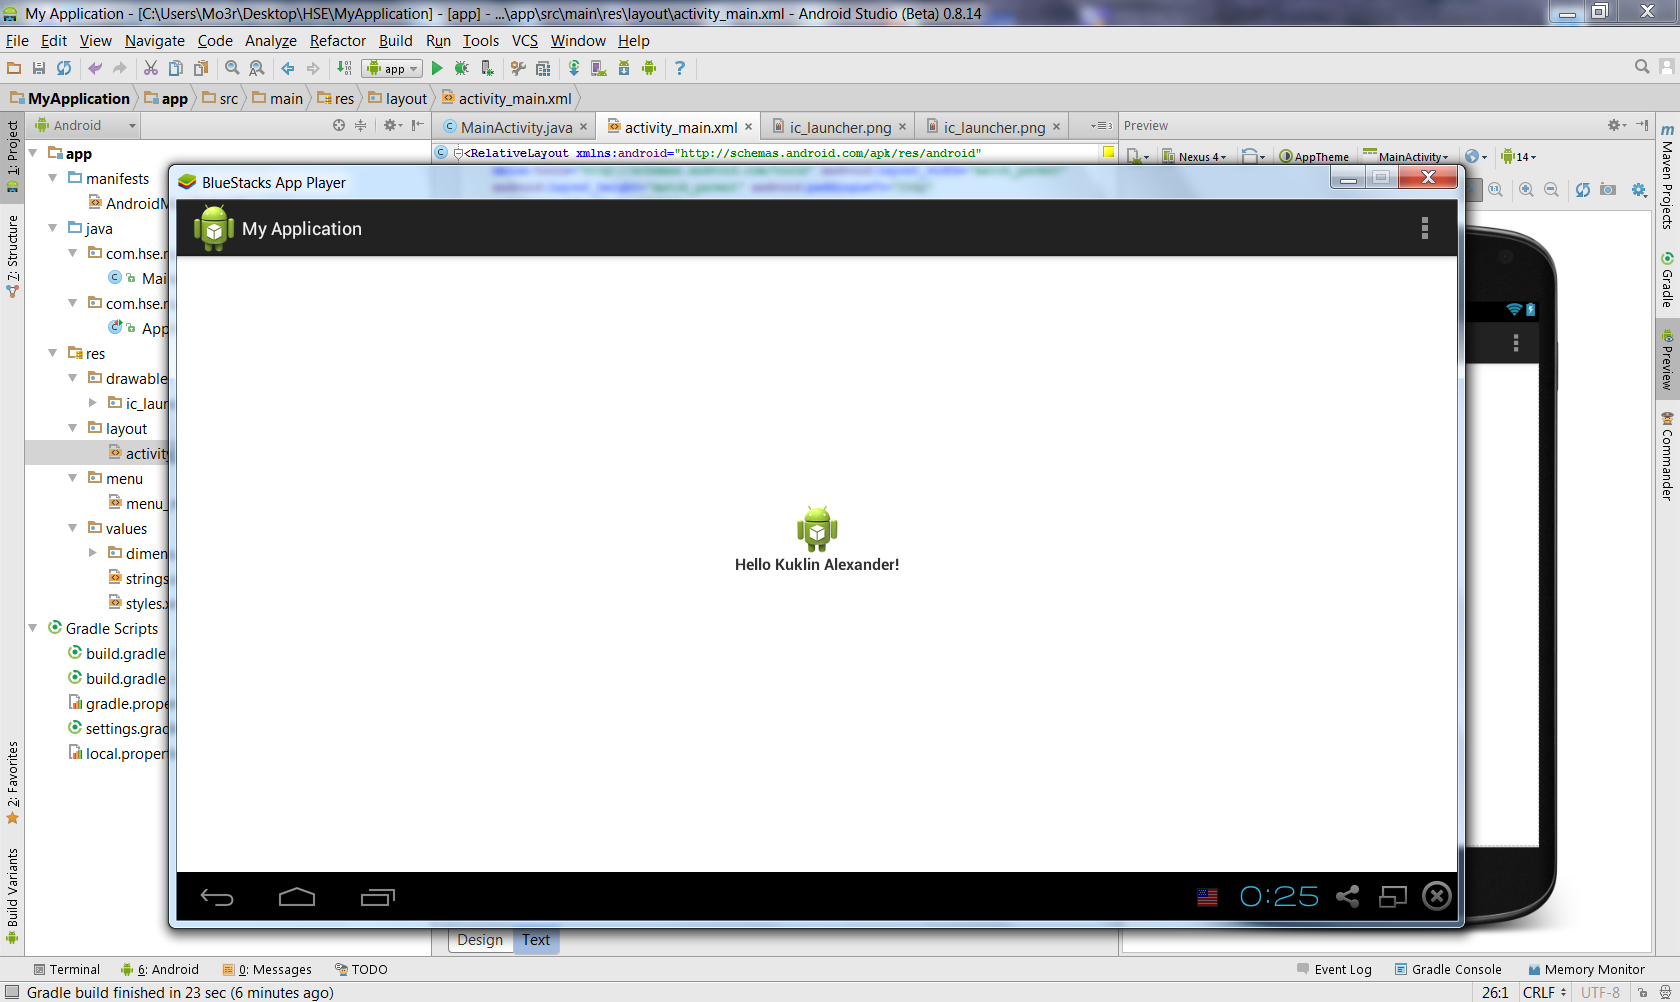 My Application - [C:\Users\Mo3r\Desktop\HSE\MyApplication] - [app] - ...\app\src\main\res\layout\activity_main.xml - Android Studio (Beta) 0.8.14
File Edit View Navigate Code Analyze Refactor Build Run Tools VCS Window Help
app
MyApplication app src main res layout activity_main.xml
Android
MainActivity.java activity_main.xml ic_launcher.png ic_launcher.png
Preview
<RelativeLayout xmlns:android="http://schemas.android.com/apk/res/android"
Nexus 4 AppTheme MainActivity 14
1: Project
7: Structure
2: Favorites
Build Variants
app
manifests
AndroidM
java
com.hse.
Mai
com.hse.
App
res
drawable
ic_laun
layout
activity
menu
menu_
values
dimen
strings
styles.
Gradle Scripts
build.gradle
build.gradle
gradle.prope
settings.grad
local.proper
BlueStacks App Player
My Application
Hello Kuklin Alexander!
0:25
Maven Projects
Gradle
Preview
Commander
Design Text
Terminal 6: Android 0: Messages TODO
Event Log Gradle Console Memory Monitor
Gradle build finished in 23 sec (6 minutes ago)
26:1 CRLF UTF-8